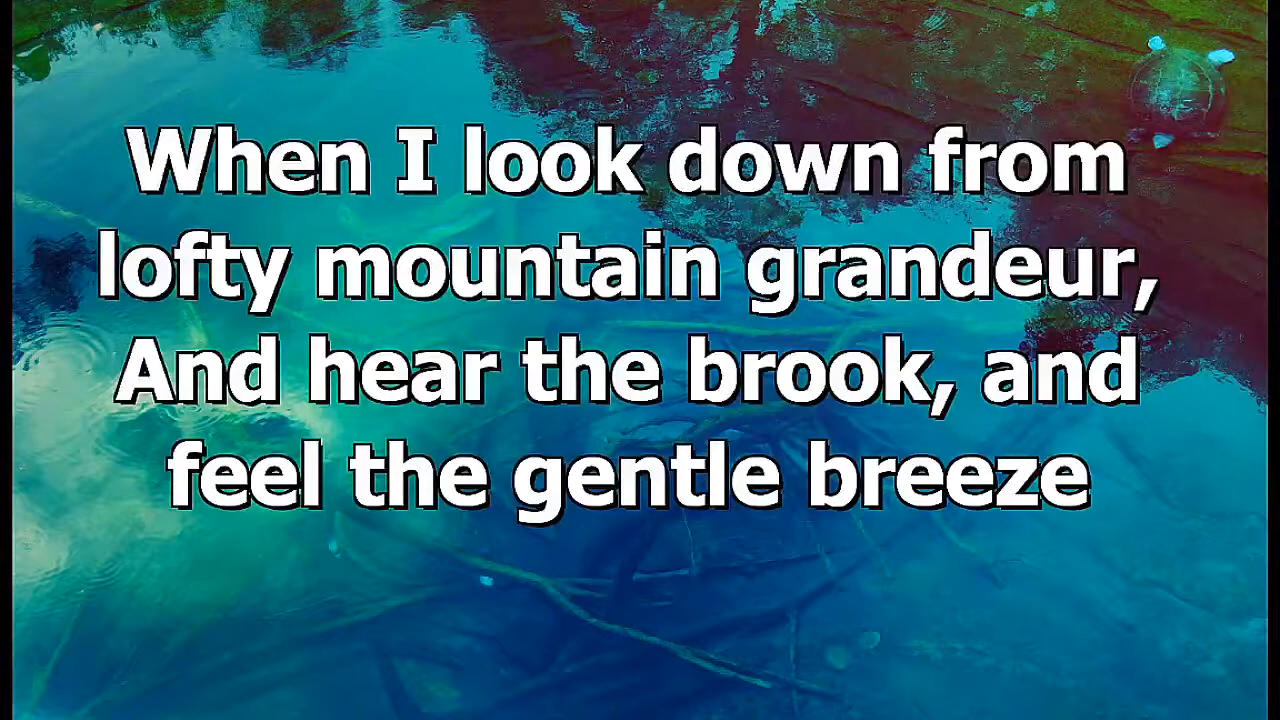 When I look down from
lofty mountain grandeur,
And hear the brook, and
feel the gentle breeze